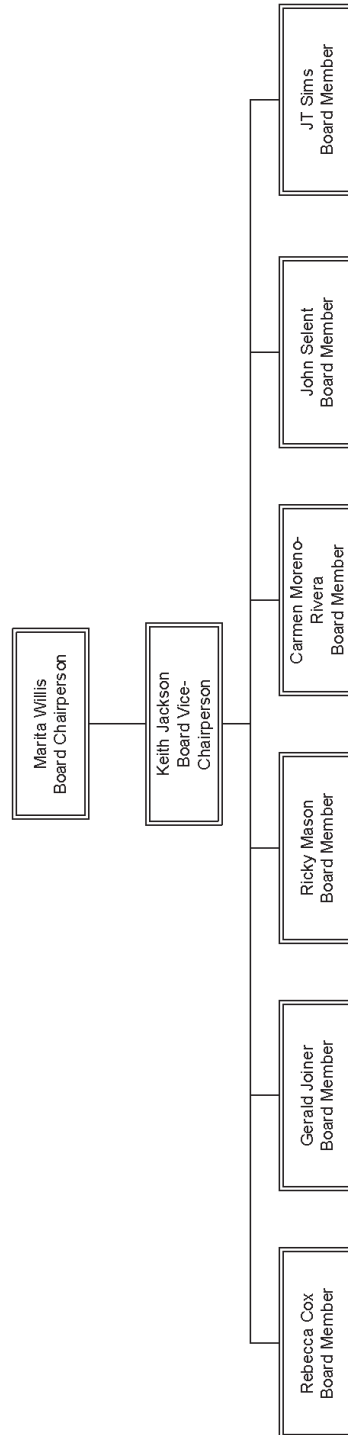 Marita Willis
Board Chairperson
Keith Jackson
Board Vice-
Chairperson
Rebecca Cox
Board Member
Gerald Joiner
Board Member
Ricky Mason
Board Member
Carmen Moreno-
Rivera
Board Member
John Selent
Board Member
JT Sims
Board Member